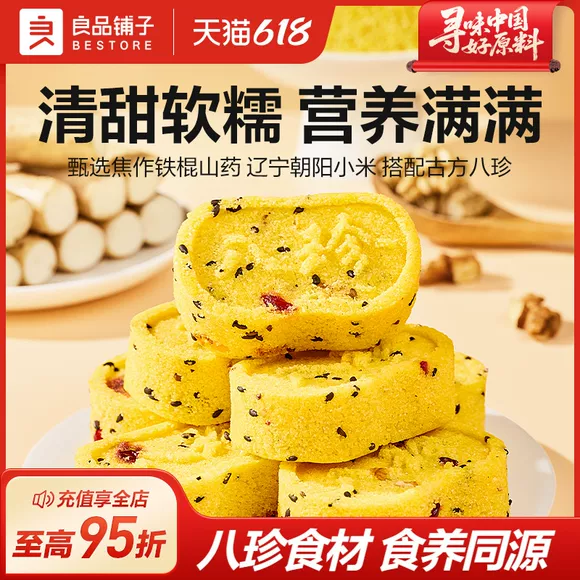 良品铺子
BESTORE
天猫618
寻味中国
好原料
清甜软糯 营养满满
甄选焦作铁棍山药 辽宁朝阳小米 搭配古方八珍
充值享全店
至高95折
八珍食材 食养同源